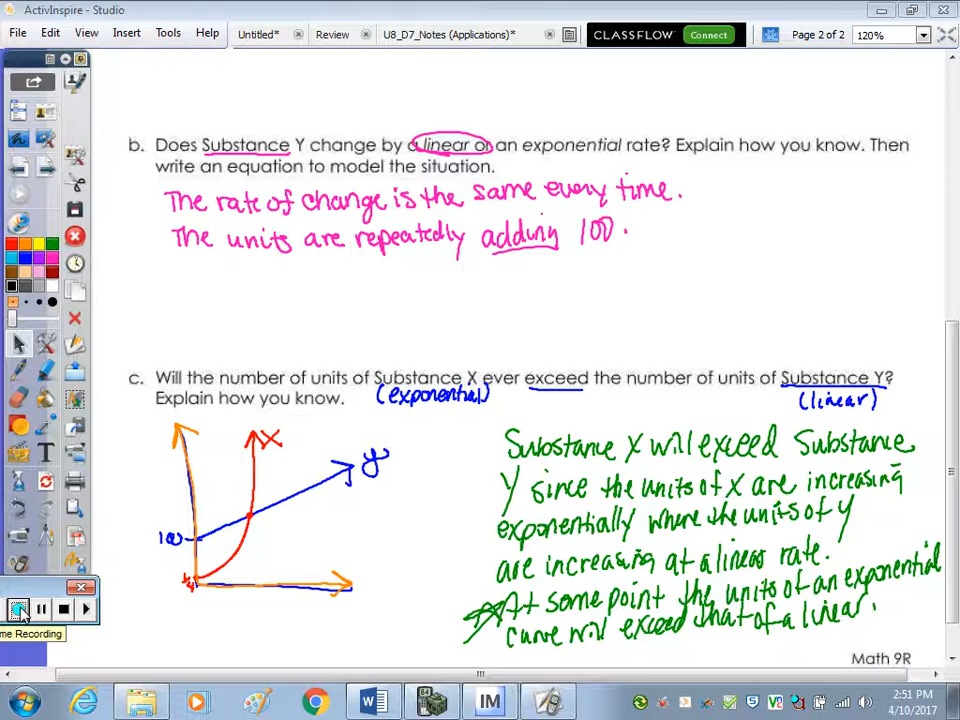 ActivInspire - Studio
File Edit View Insert Tools Help Untitled* Review U8_D7_Notes (Applications)* CLASSFLOW Connect Page 2 of 2 120%
b. Does Substance Y change by a linear or an exponential rate? Explain how you know. Then
write an equation to model the situation.
The rate of change is the same every time.
The units are repeatedly adding 100.
c. Will the number of units of Substance X ever exceed the number of units of Substance Y?
Explain how you know.
(exponential)
(linear)
X
Y
100
1/4
Substance X will exceed Substance
Y since the units of X are increasing
exponentially where the units of Y
are increasing at a linear rate.
At some point the units of an exponential
curve will exceed that of a linear.
me Recording
Math 9R
2:51 PM
4/10/2017